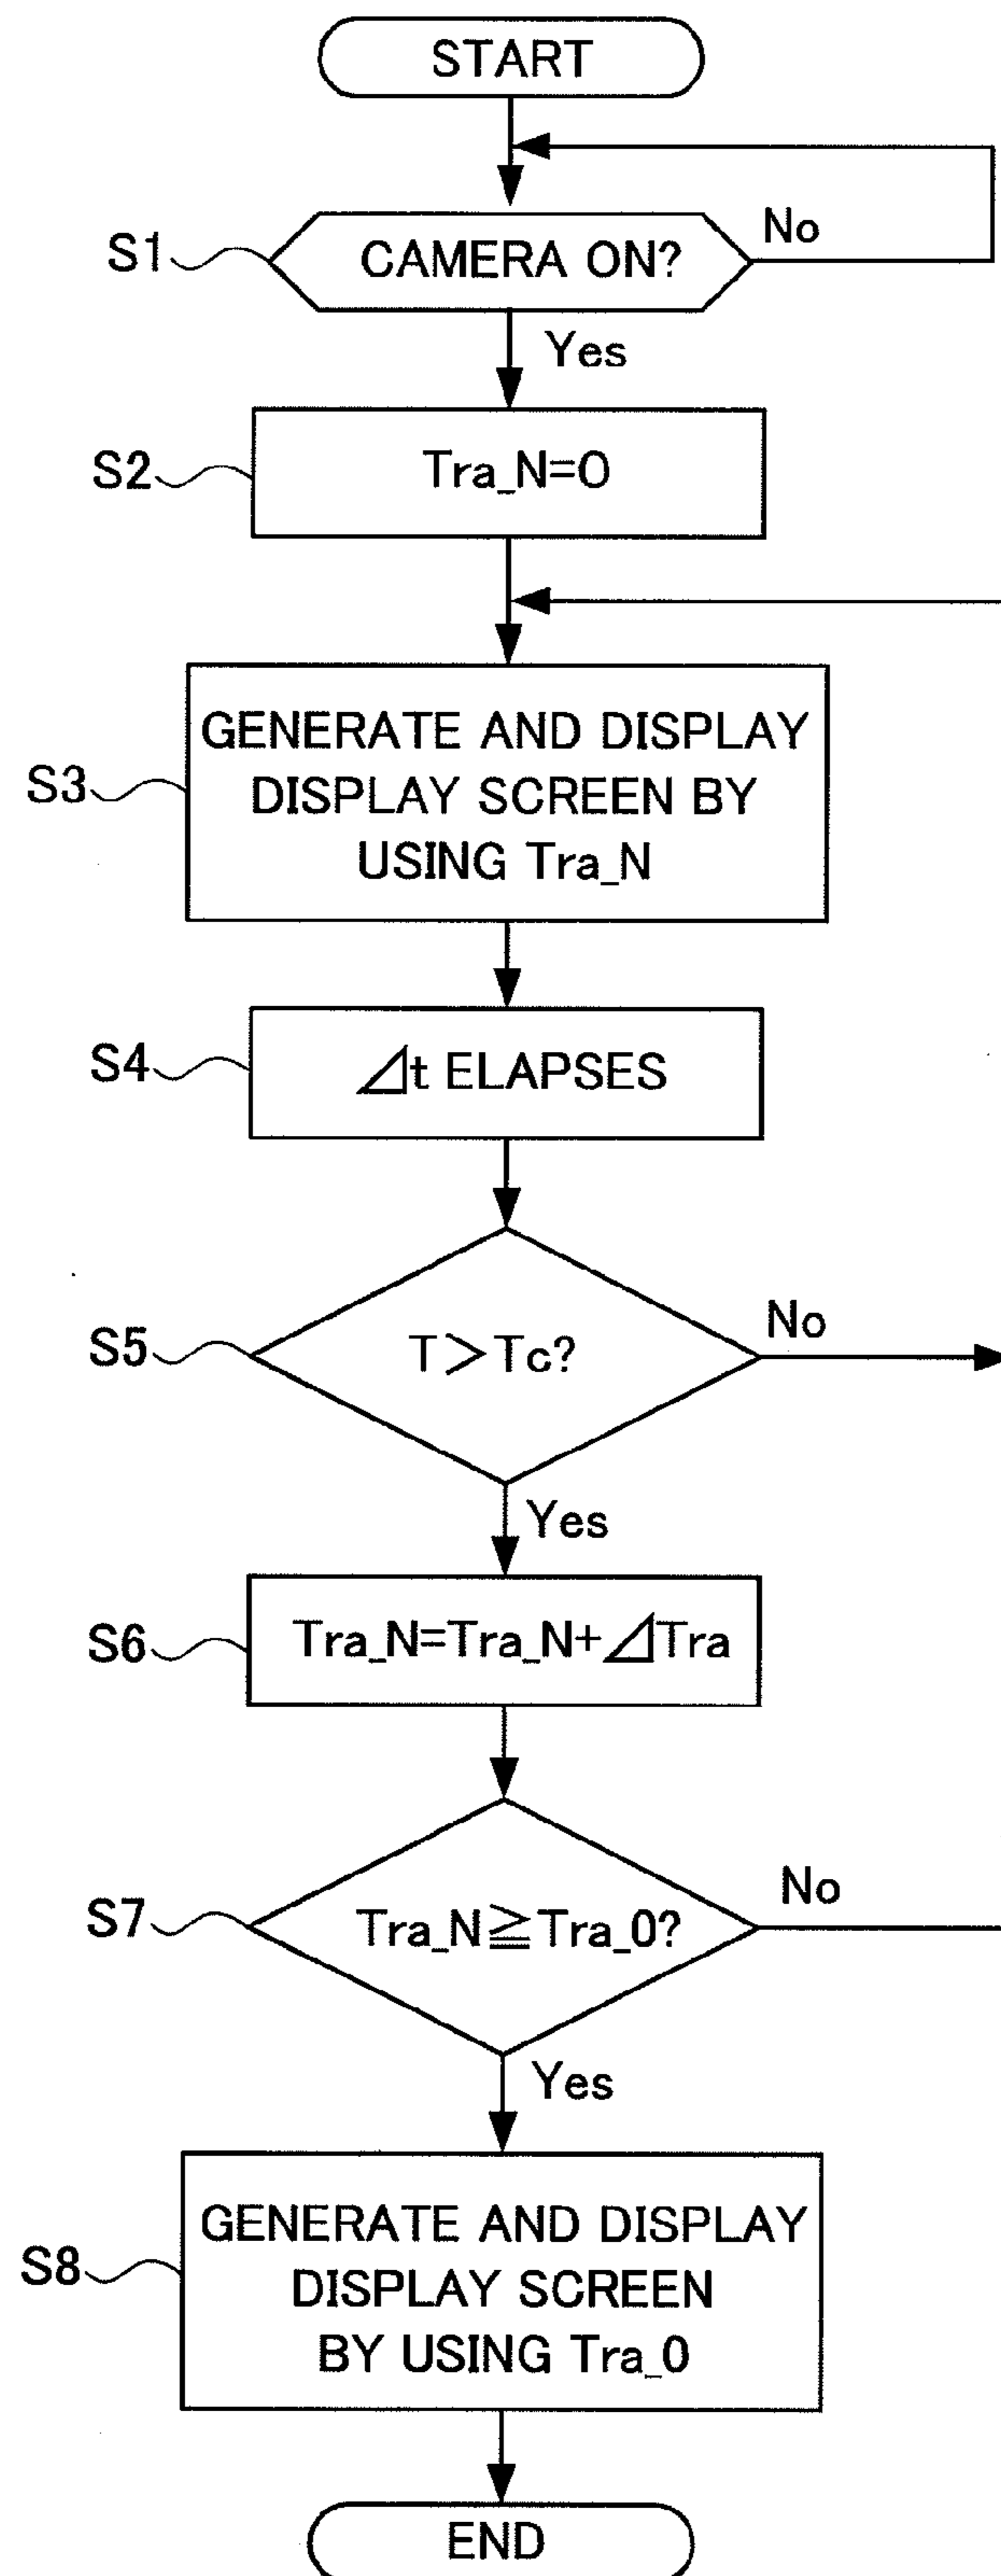 START
S1
CAMERA ON?
No
Yes
S2
Tra_N=0
S3
GENERATE AND DISPLAY
DISPLAY SCREEN BY
USING Tra_N
S4
⊿t ELAPSES
S5
T>Tc?
No
Yes
S6
Tra_N=Tra_N+⊿Tra
S7
Tra_N≧Tra_0?
No
Yes
S8
GENERATE AND DISPLAY
DISPLAY SCREEN
BY USING Tra_0
END